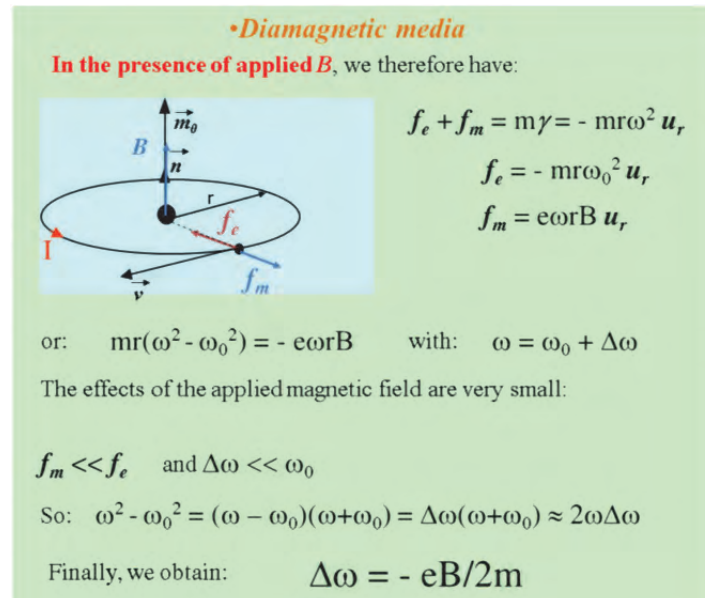 •Diamagnetic media
In the presence of applied B, we therefore have:
m⃗θ
B
n⃗
r
fe
I
fm
v⃗
fe + fm = mγ = - mrω² ur
fe = - mrω₀² ur
fm = eωrB ur
or: mr(ω² - ω₀²) = - eωrB with: ω = ω₀ + Δω
The effects of the applied magnetic field are very small:
fm << fe and Δω << ω₀
So: ω² - ω₀² = (ω – ω₀)(ω+ω₀) = Δω(ω+ω₀) ≈ 2ωΔω
Finally, we obtain: Δω = - eB/2m